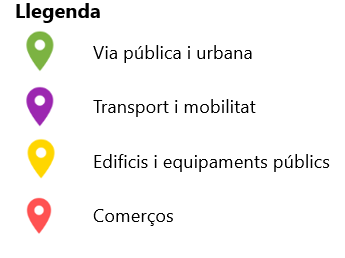 Llegenda
Via pública i urbana
Transport i mobilitat
Edificis i equipaments públics
Comerços